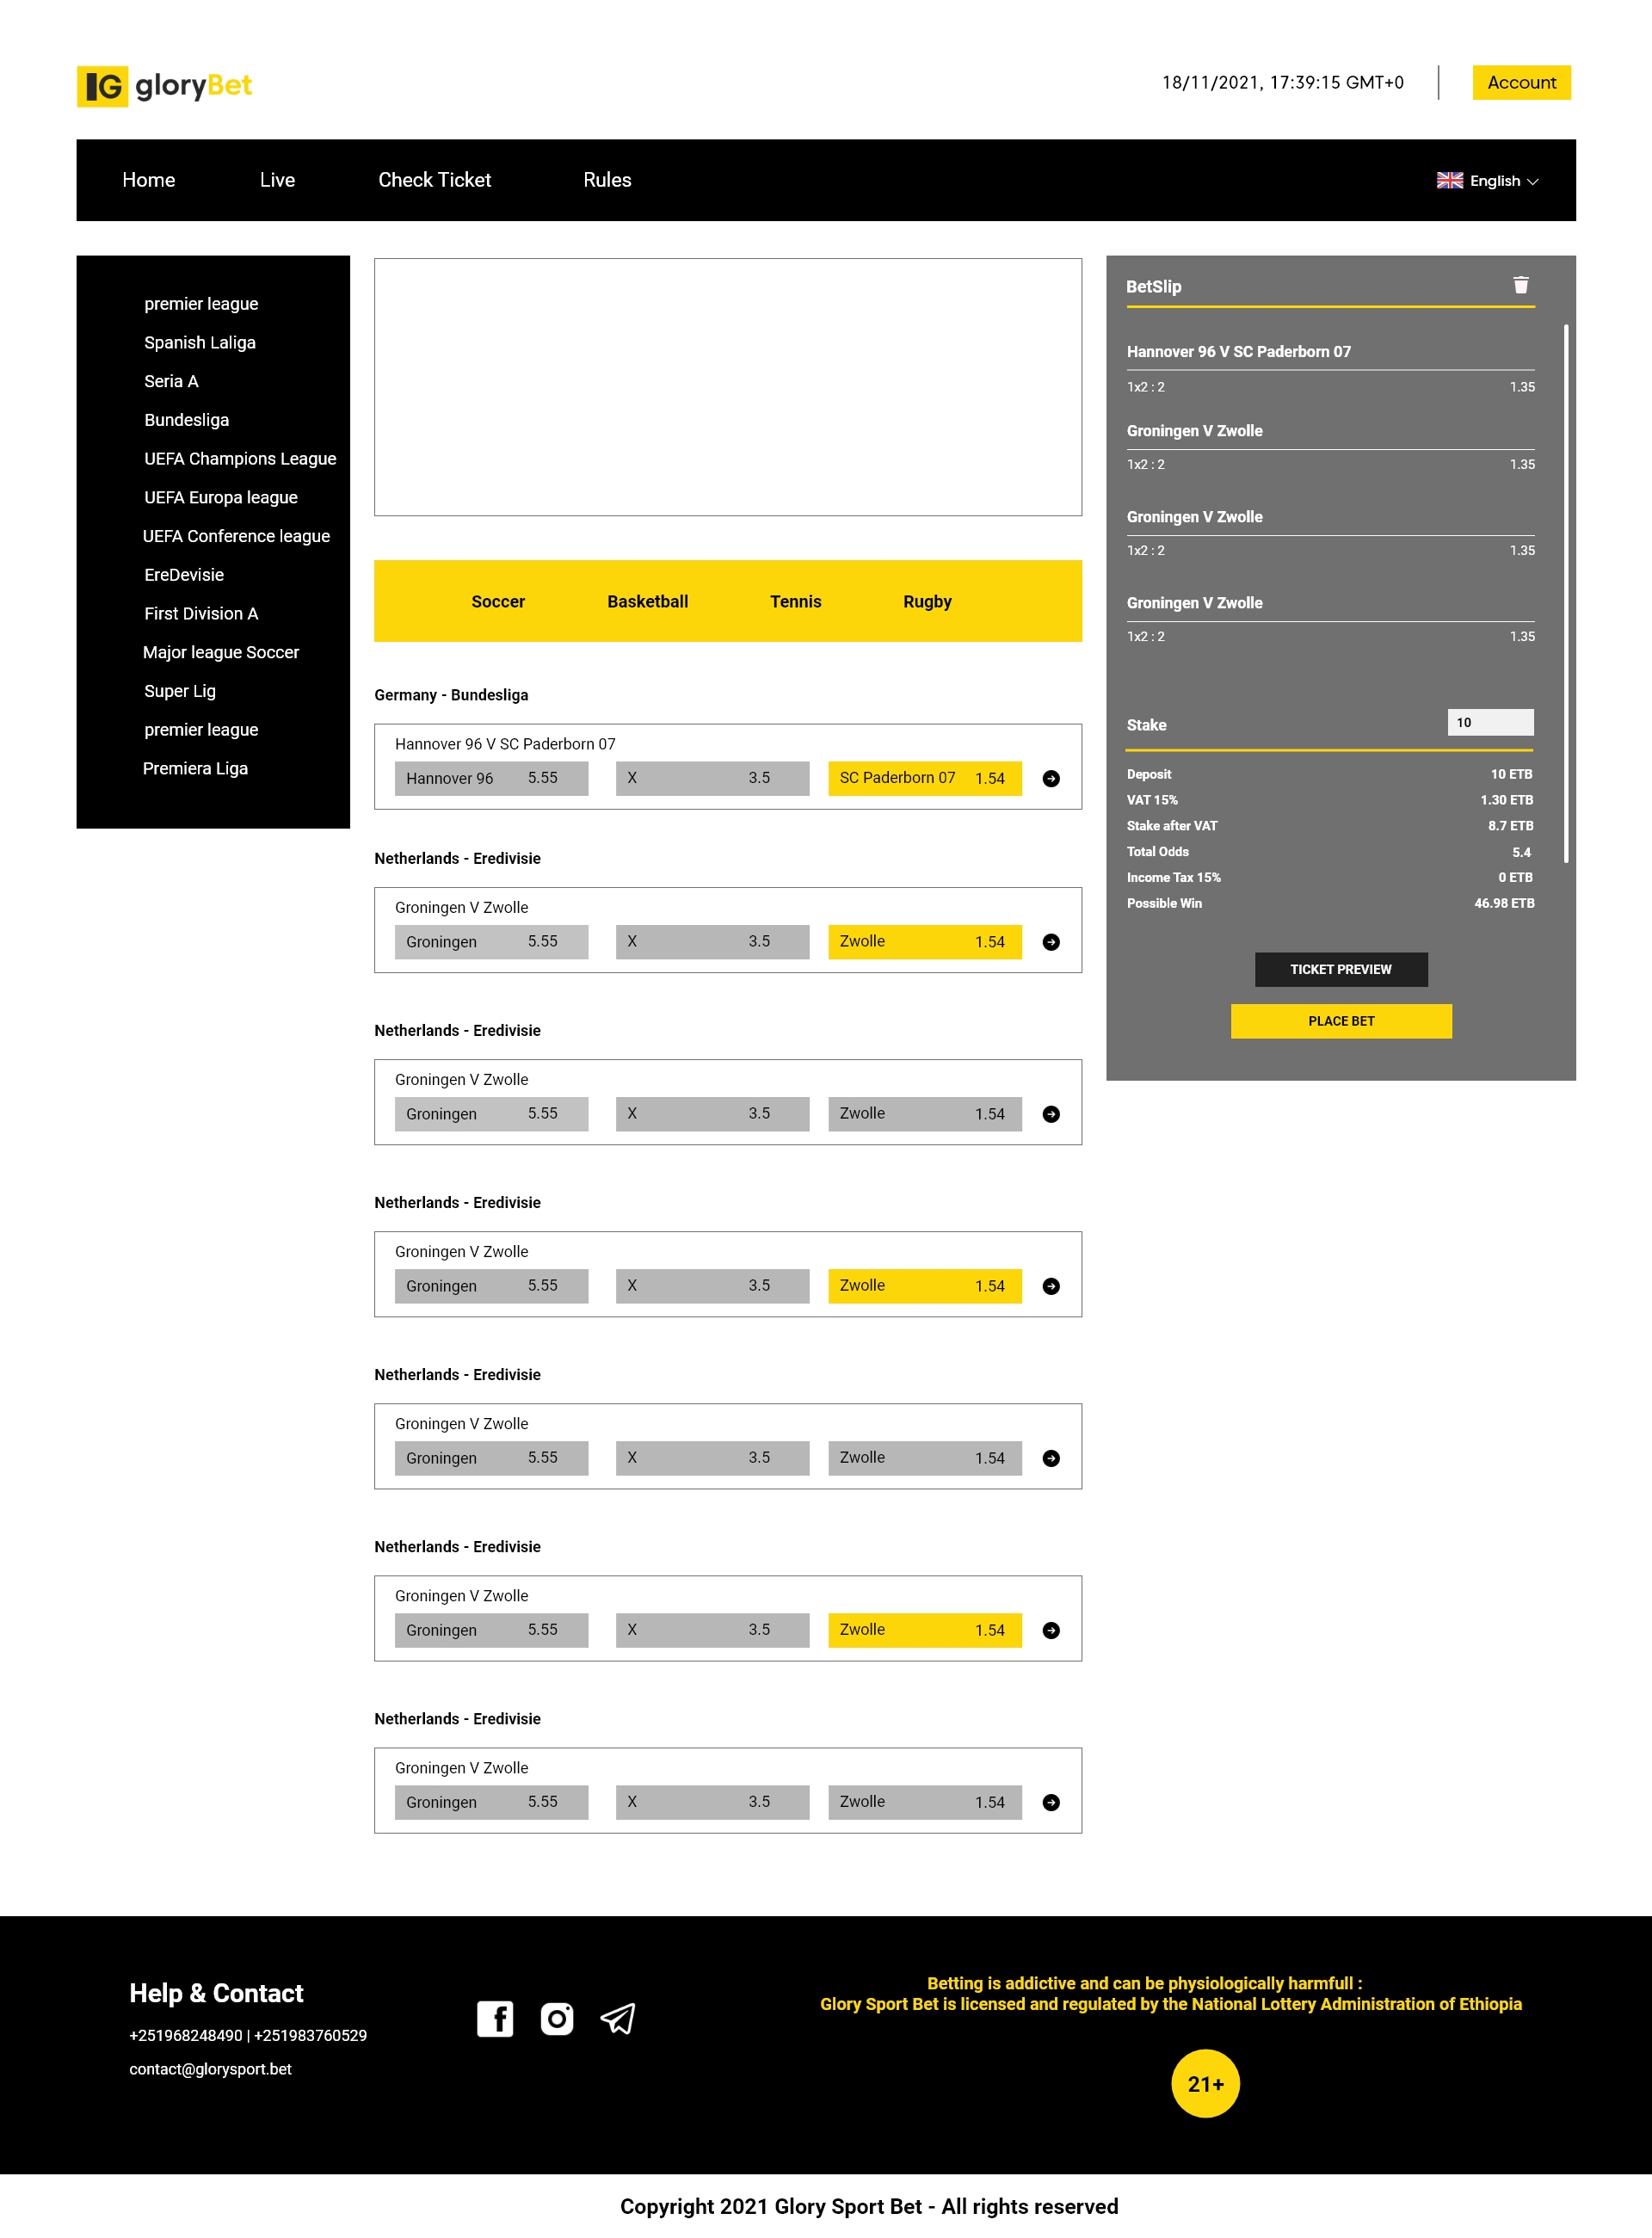 IG gloryBet
18/11/2021, 17:39:15 GMT+0
Account
Home Live Check Ticket Rules
English
premier league
Spanish Laliga
Seria A
Bundesliga
UEFA Champions League
UEFA Europa league
UEFA Conference league
EreDevisie
First Division A
Major league Soccer
Super Lig
premier league
Premiera Liga
Soccer Basketball Tennis Rugby
Germany - Bundesliga
Hannover 96 V SC Paderborn 07
Hannover 96 5.55 X 3.5 SC Paderborn 07 1.54
Netherlands - Eredivisie
Groningen V Zwolle
Groningen 5.55 X 3.5 Zwolle 1.54
Netherlands - Eredivisie
Groningen V Zwolle
Groningen 5.55 X 3.5 Zwolle 1.54
Netherlands - Eredivisie
Groningen V Zwolle
Groningen 5.55 X 3.5 Zwolle 1.54
Netherlands - Eredivisie
Groningen V Zwolle
Groningen 5.55 X 3.5 Zwolle 1.54
Netherlands - Eredivisie
Groningen V Zwolle
Groningen 5.55 X 3.5 Zwolle 1.54
Netherlands - Eredivisie
Groningen V Zwolle
Groningen 5.55 X 3.5 Zwolle 1.54
BetSlip
Hannover 96 V SC Paderborn 07
1x2 : 2 1.35
Groningen V Zwolle
1x2 : 2 1.35
Groningen V Zwolle
1x2 : 2 1.35
Groningen V Zwolle
1x2 : 2 1.35
Stake 10
Deposit 10 ETB
VAT 15% 1.30 ETB
Stake after VAT 8.7 ETB
Total Odds 5.4
Income Tax 15% 0 ETB
Possible Win 46.98 ETB
TICKET PREVIEW
PLACE BET
Help & Contact
+251968248490 | +251983760529
contact@glorysport.bet
Betting is addictive and can be physiologically harmfull :
Glory Sport Bet is licensed and regulated by the National Lottery Administration of Ethiopia
21+
Copyright 2021 Glory Sport Bet - All rights reserved